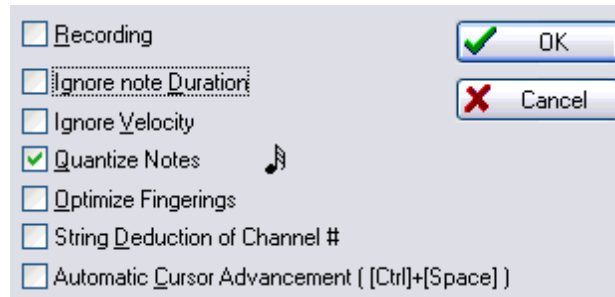 Recording
OK
Ignore note Duration
Cancel
Ignore Velocity
Quantize Notes
Optimize Fingerings
String Deduction of Channel #
Automatic Cursor Advancement ( [Ctrl]+[Space] )